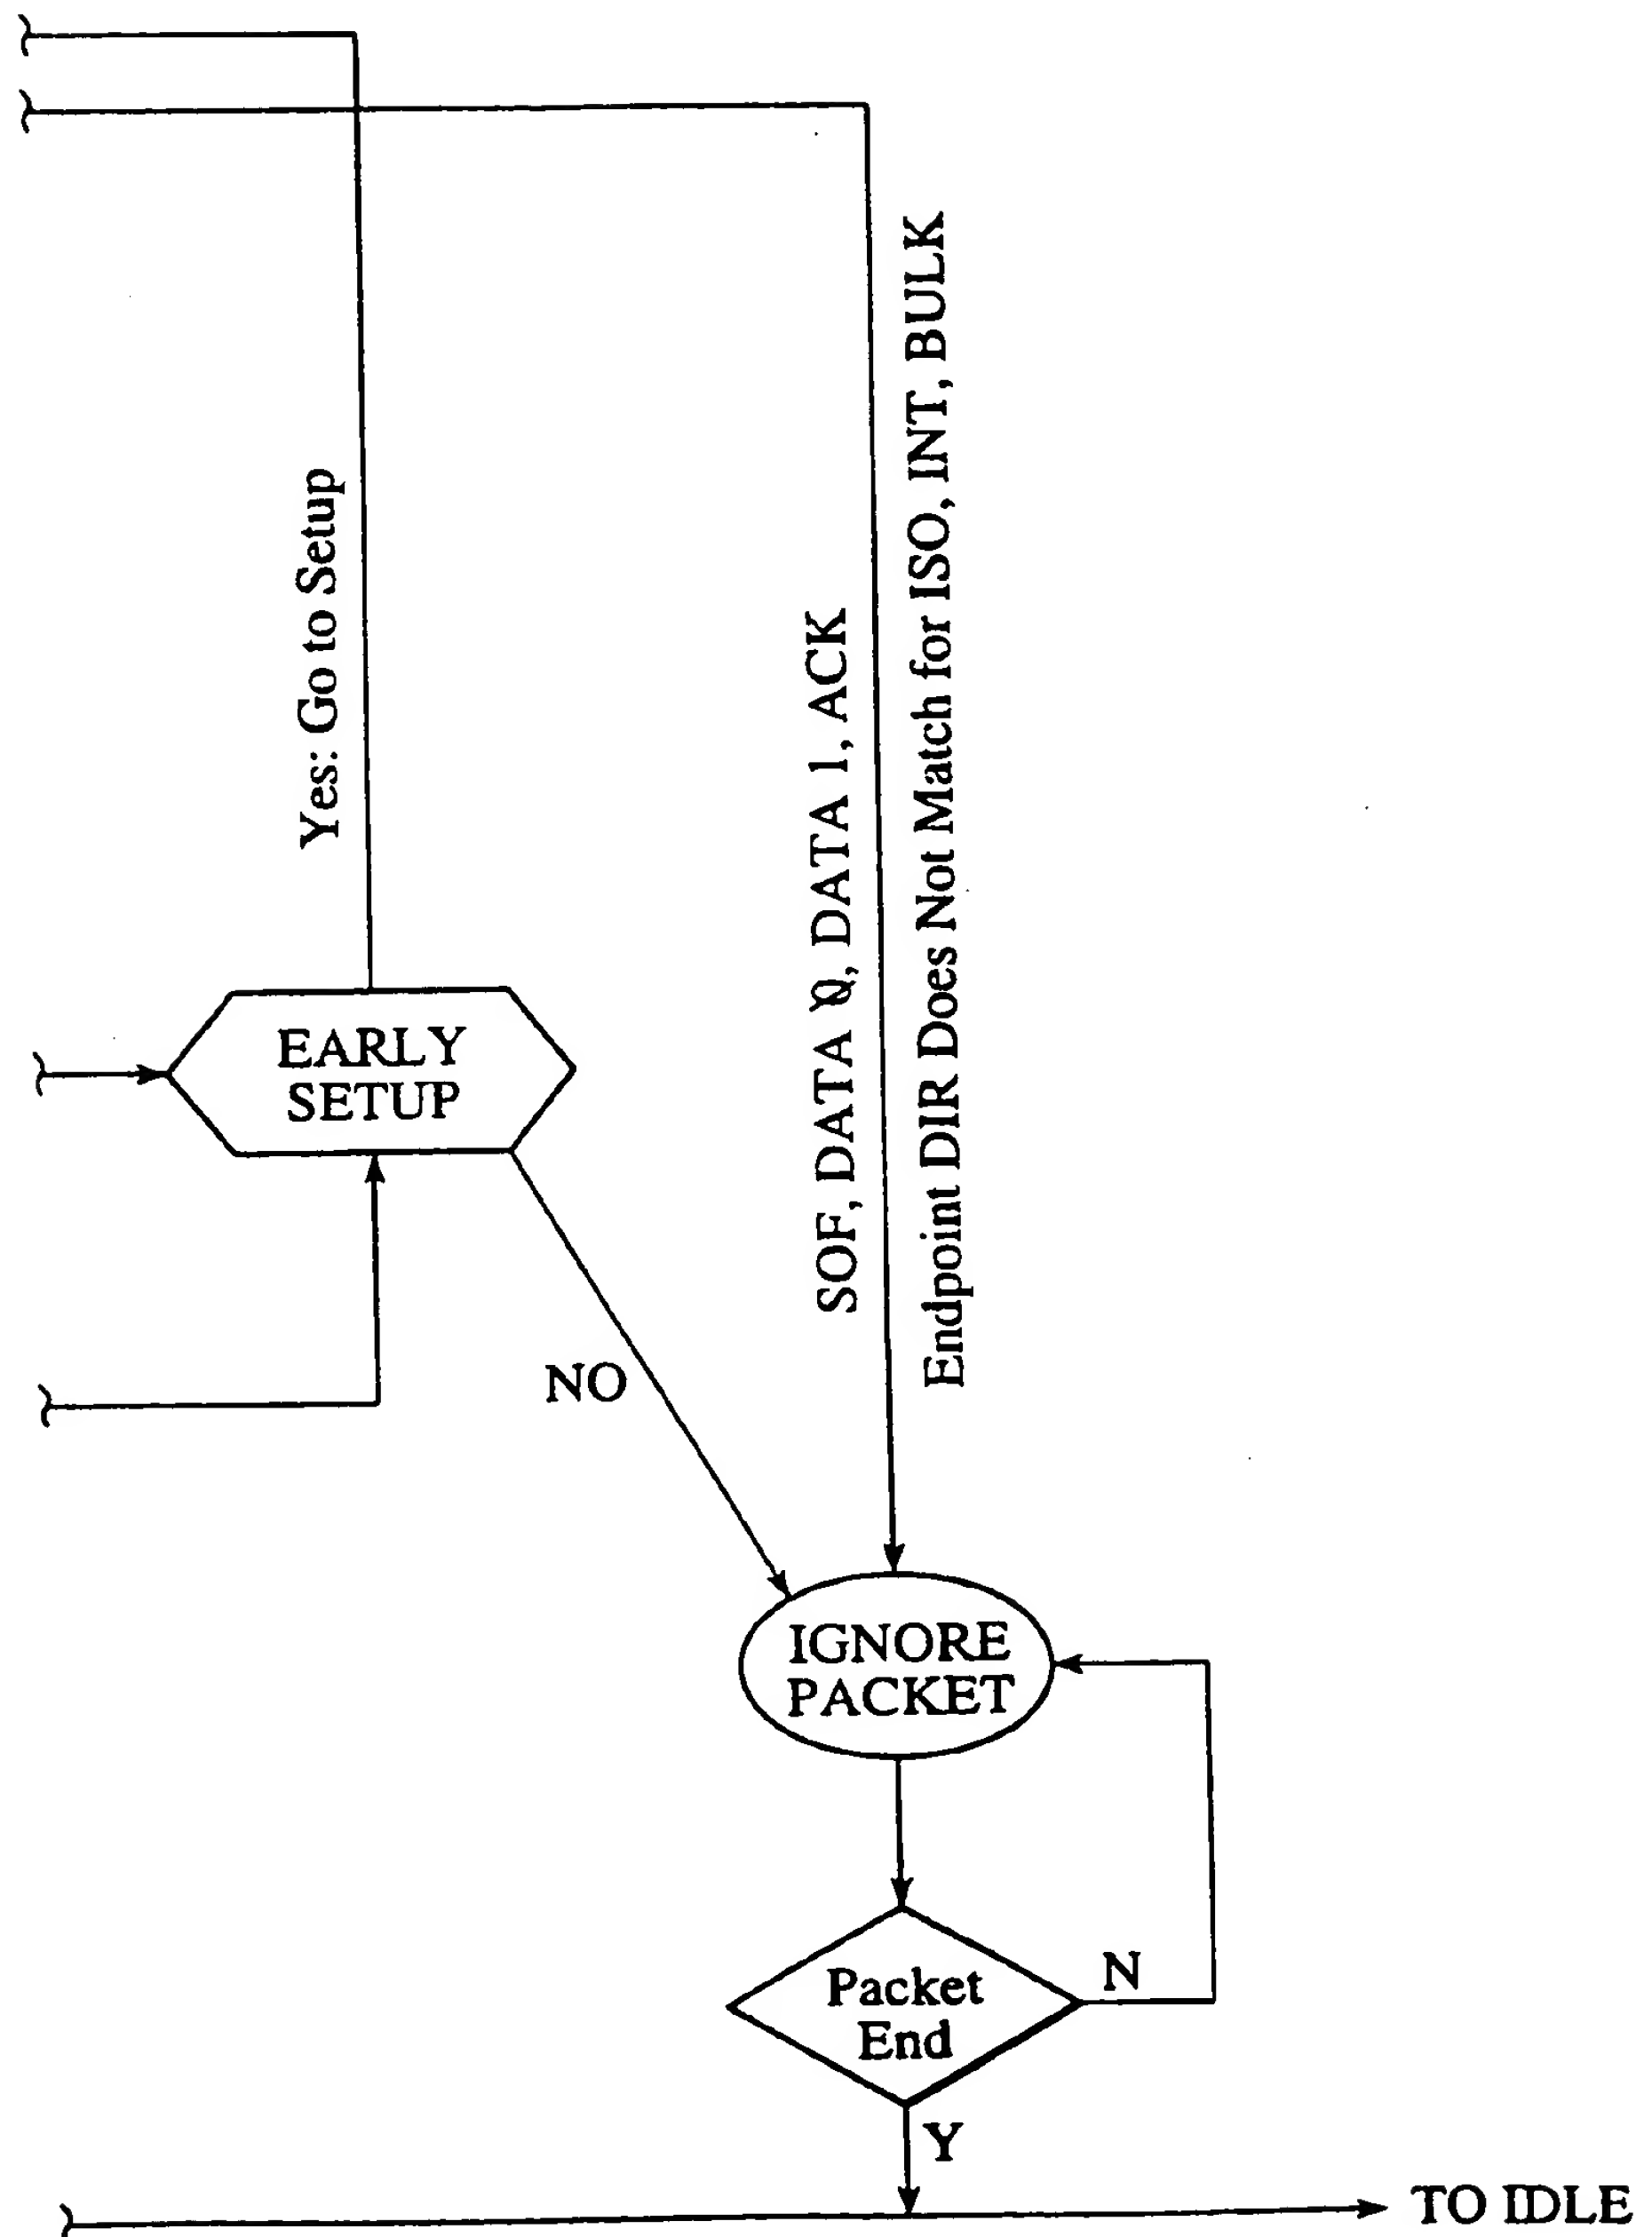 Yes: Go to Setup
SOF, DATA 0, DATA 1, ACK
Endpoint DIR Does Not Match for ISO, INT, BULK
EARLY
SETUP
NO
IGNORE
PACKET
Packet
End
N
Y
TO IDLE